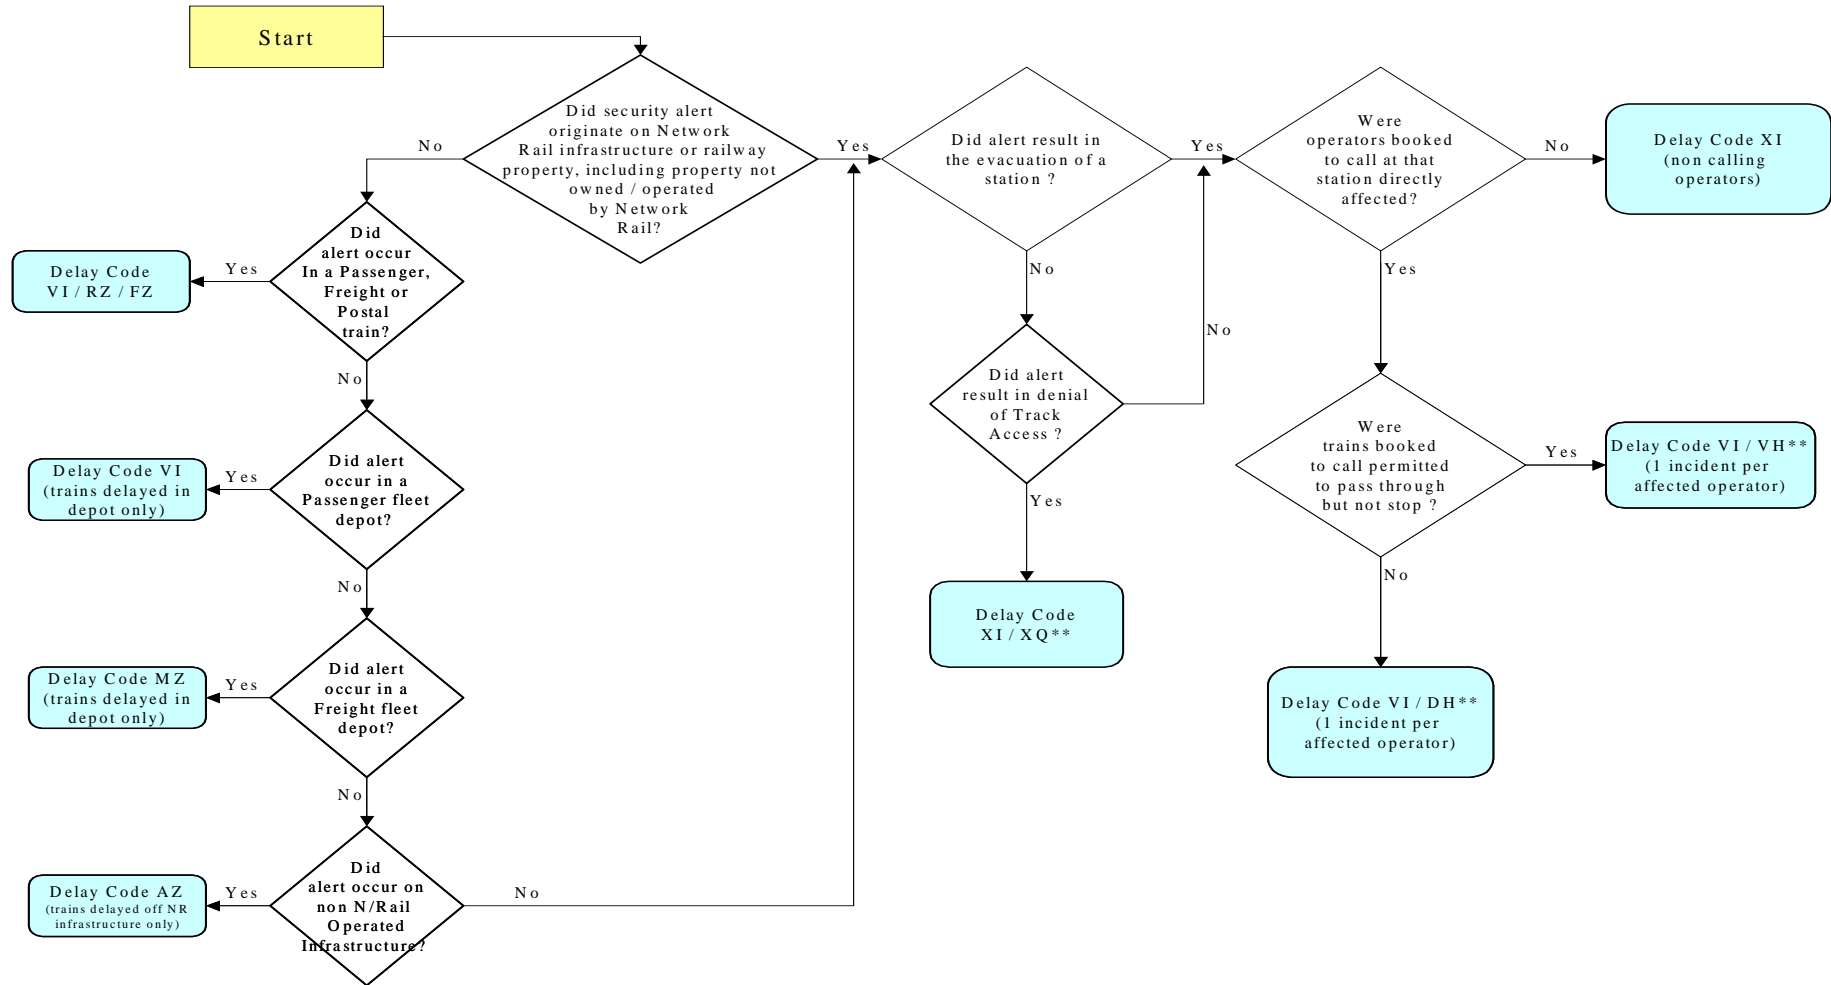 Start
Did security alert
originate on Network
Rail infrastructure or railway
property, including property not
owned / operated
by Network
Rail?
No
Yes
Did alert result in
the evacuation of a
station ?
Yes
Were
operators booked
to call at that
station directly
affected?
No
Delay Code XI
(non calling
operators)
Did
alert occur
In a Passenger,
Freight or
Postal
train?
Yes
Delay Code
VI / RZ / FZ
No
No
Yes
No
Did alert
result in denial
of Track
Access ?
Were
trains booked
to call permitted
to pass through
but not stop ?
Yes
Delay Code VI / VH**
(1 incident per
affected operator)
Did alert
occur in a
Passenger fleet
depot?
Yes
Delay Code VI
(trains delayed in
depot only)
Yes
No
No
Delay Code
XI / XQ**
Did alert
occur in a
Freight fleet
depot?
Yes
Delay Code MZ
(trains delayed in
depot only)
Delay Code VI / DH**
(1 incident per
affected operator)
No
Did
alert occur on
non N/Rail
Operated
Infrastructure?
Yes
No
Delay Code AZ
(trains delayed off NR
infrastructure only)